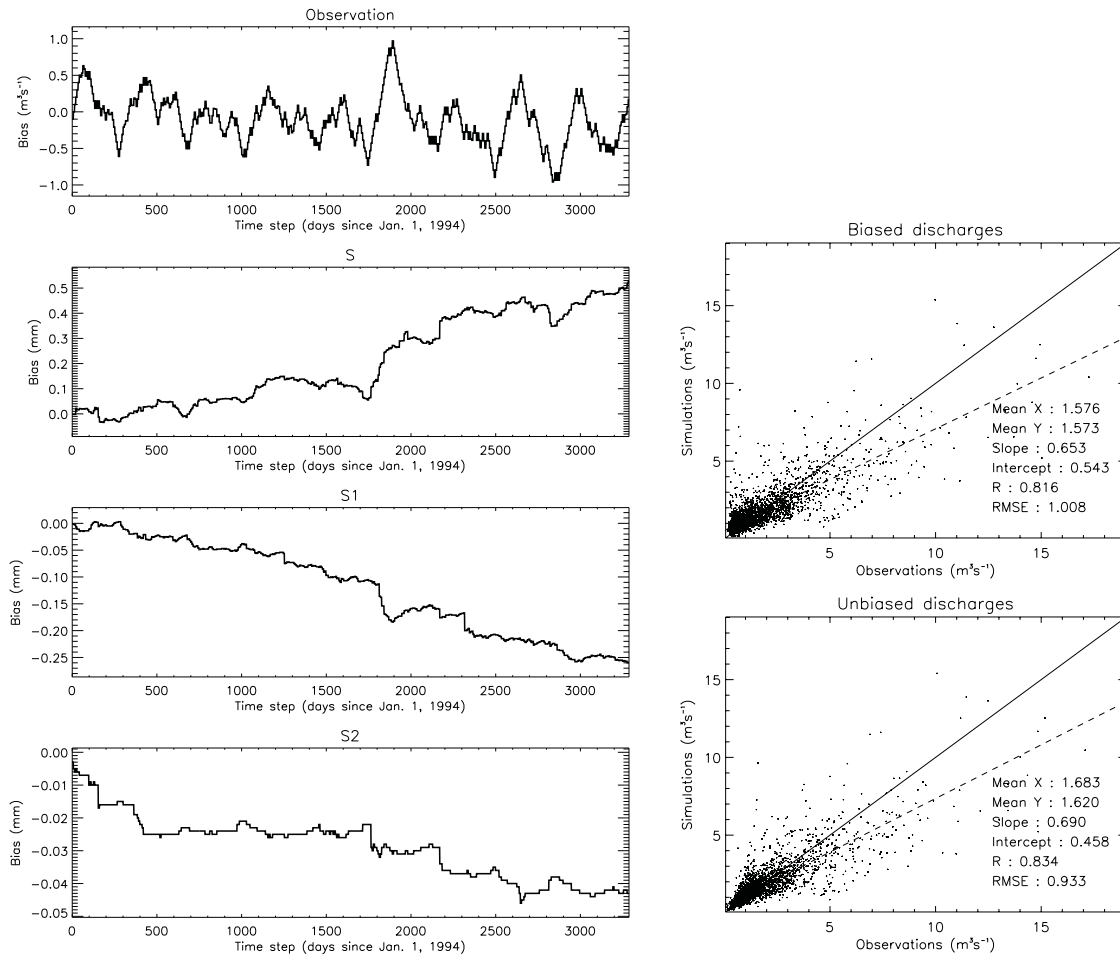 Observation
1.0
0.5
0.0
−0.5
−1.0
Bias (m³s⁻¹)
0 500 1000 1500 2000 2500 3000
Time step (days since Jan. 1, 1994)
S
0.5
0.4
0.3
0.2
0.1
0.0
Bias (mm)
0 500 1000 1500 2000 2500 3000
Time step (days since Jan. 1, 1994)
S1
0.00
−0.05
−0.10
−0.15
−0.20
−0.25
Bias (mm)
0 500 1000 1500 2000 2500 3000
Time step (days since Jan. 1, 1994)
S2
0.00
−0.01
−0.02
−0.03
−0.04
−0.05
Bias (mm)
0 500 1000 1500 2000 2500 3000
Time step (days since Jan. 1, 1994)
Biased discharges
15
10
5
Simulations (m³s⁻¹)
Mean X : 1.576
Mean Y : 1.573
Slope : 0.653
Intercept : 0.543
R : 0.816
RMSE : 1.008
5 10 15
Observations (m³s⁻¹)
Unbiased discharges
15
10
5
Simulations (m³s⁻¹)
Mean X : 1.683
Mean Y : 1.620
Slope : 0.690
Intercept : 0.458
R : 0.834
RMSE : 0.933
5 10 15
Observations (m³s⁻¹)